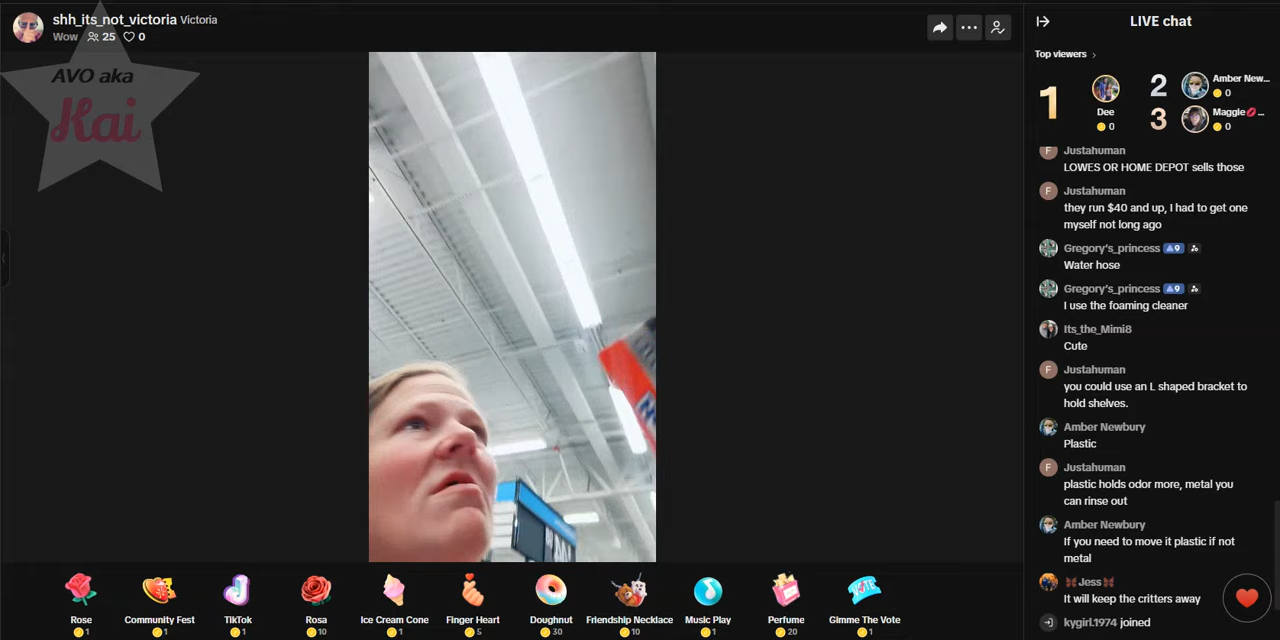 shh_its_not_victoria Victoria
Wow 25 0
AVO aka
Kai
LIVE chat
Top viewers >
1
Dee
0
2
Amber New...
0
3
Maggie💋...
0
F Justahuman
LOWES OR HOME DEPOT sells those
F Justahuman
they run $40 and up, I had to get one
myself not long ago
Gregory's_princess 9
Water hose
Gregory's_princess 9
I use the foaming cleaner
Its_the_Mimi8
Cute
F Justahuman
you could use an L shaped bracket to
hold shelves.
Amber Newbury
Plastic
F Justahuman
plastic holds odor more, metal you
can rinse out
Amber Newbury
If you need to move it plastic if not
metal
🦋Jess🦋
It will keep the critters away
kygirl.1974 joined
Rose
1
Community Fest
1
TikTok
1
Rosa
10
Ice Cream Cone
1
Finger Heart
5
Doughnut
30
Friendship Necklace
10
Music Play
1
Perfume
20
VOTE
Gimme The Vote
1